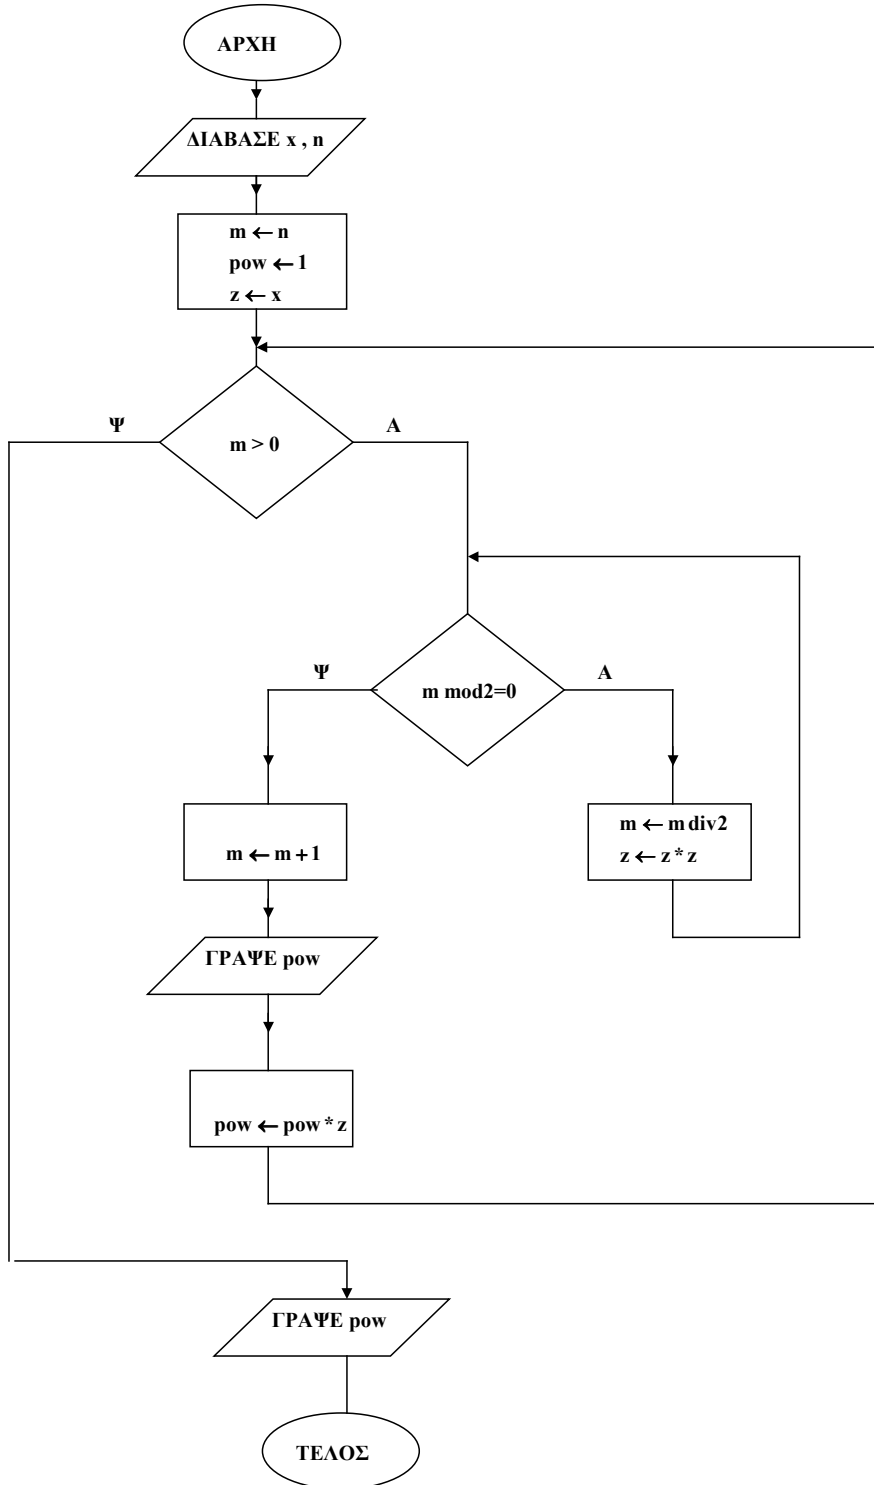 ΑΡΧΗ
ΔΙΑΒΑΣΕ x , n
m ← n
pow ← 1
z ← x
Ψ
Α
m > 0
Ψ
Α
m mod2=0
m ← m + 1
m ← m div2
z ← z * z
ΓΡΑΨΕ pow
pow ← pow * z
ΓΡΑΨΕ pow
ΤΕΛΟΣ